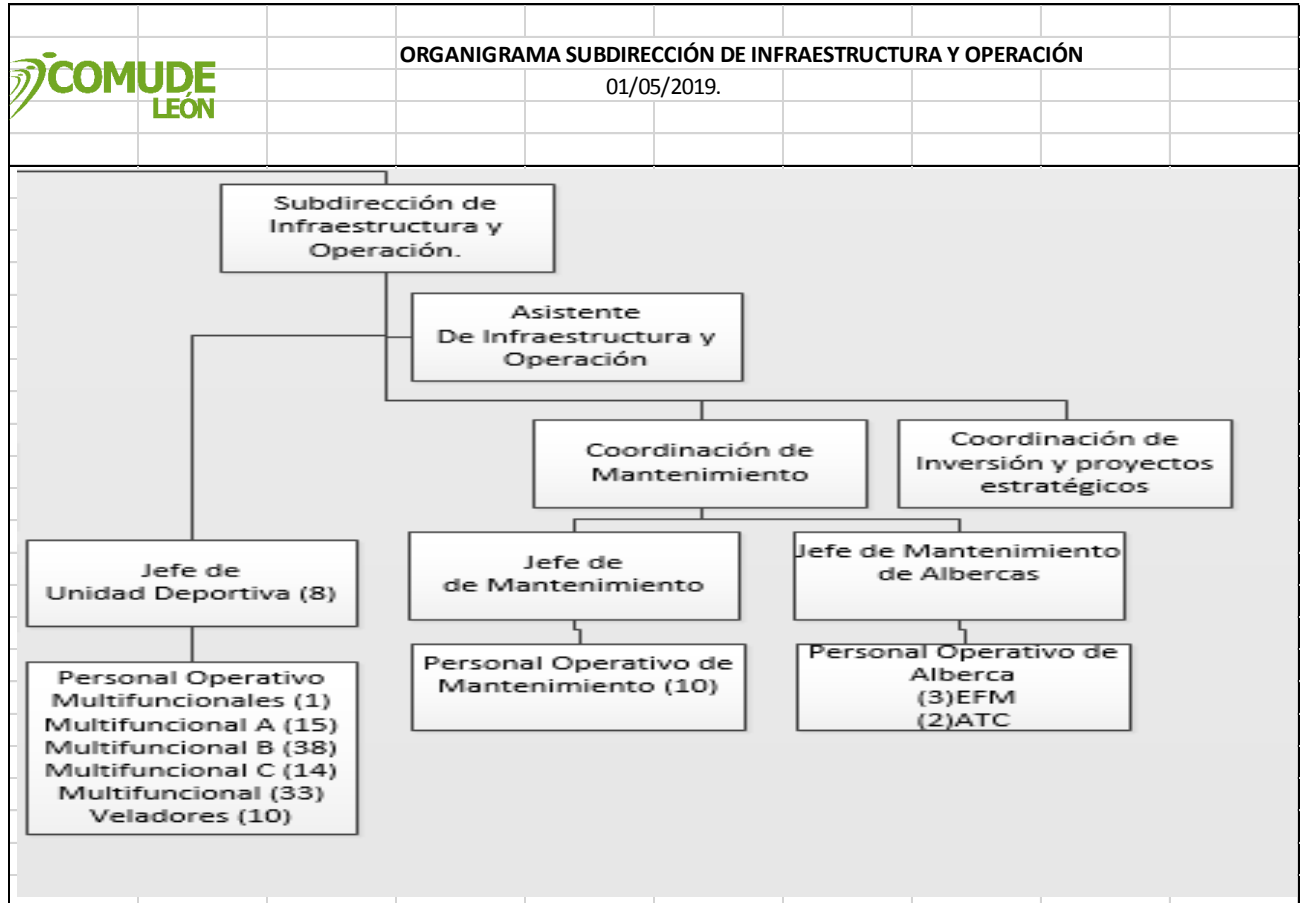 COMUDE
LEÓN
ORGANIGRAMA SUBDIRECCIÓN DE INFRAESTRUCTURA Y OPERACIÓN
01/05/2019.
Subdirección de
Infraestructura y
Operación.
Asistente
De Infraestructura y
Operación
Coordinación de
Mantenimiento
Coordinación de
Inversión y proyectos
estratégicos
Jefe de
Unidad Deportiva (8)
Jefe de
de Mantenimiento
Jefe de Mantenimiento
de Albercas
Personal Operativo
Multifuncionales (1)
Multifuncional A (15)
Multifuncional B (38)
Multifuncional C (14)
Multifuncional (33)
Veladores (10)
Personal Operativo de
Mantenimiento (10)
Personal Operativo de
Alberca
(3)EFM
(2)ATC